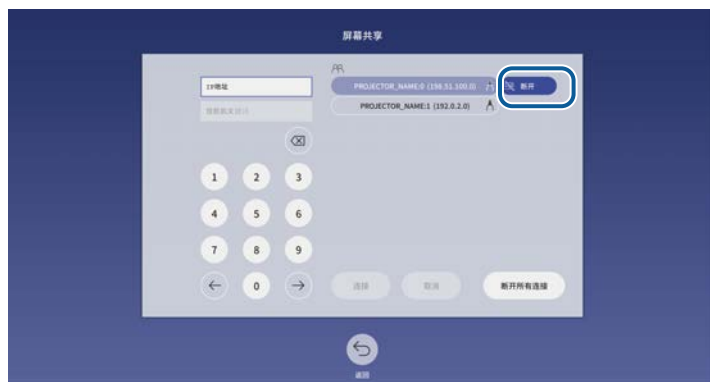 屏幕共享
IP地址
PROJECTOR_NAME:0 (198.51.100.0)
断开
PROJECTOR_NAME:1 (192.0.2.0)
1 2 3
4 5 6
7 8 9
0
连接 取消 断开所有连接
返回